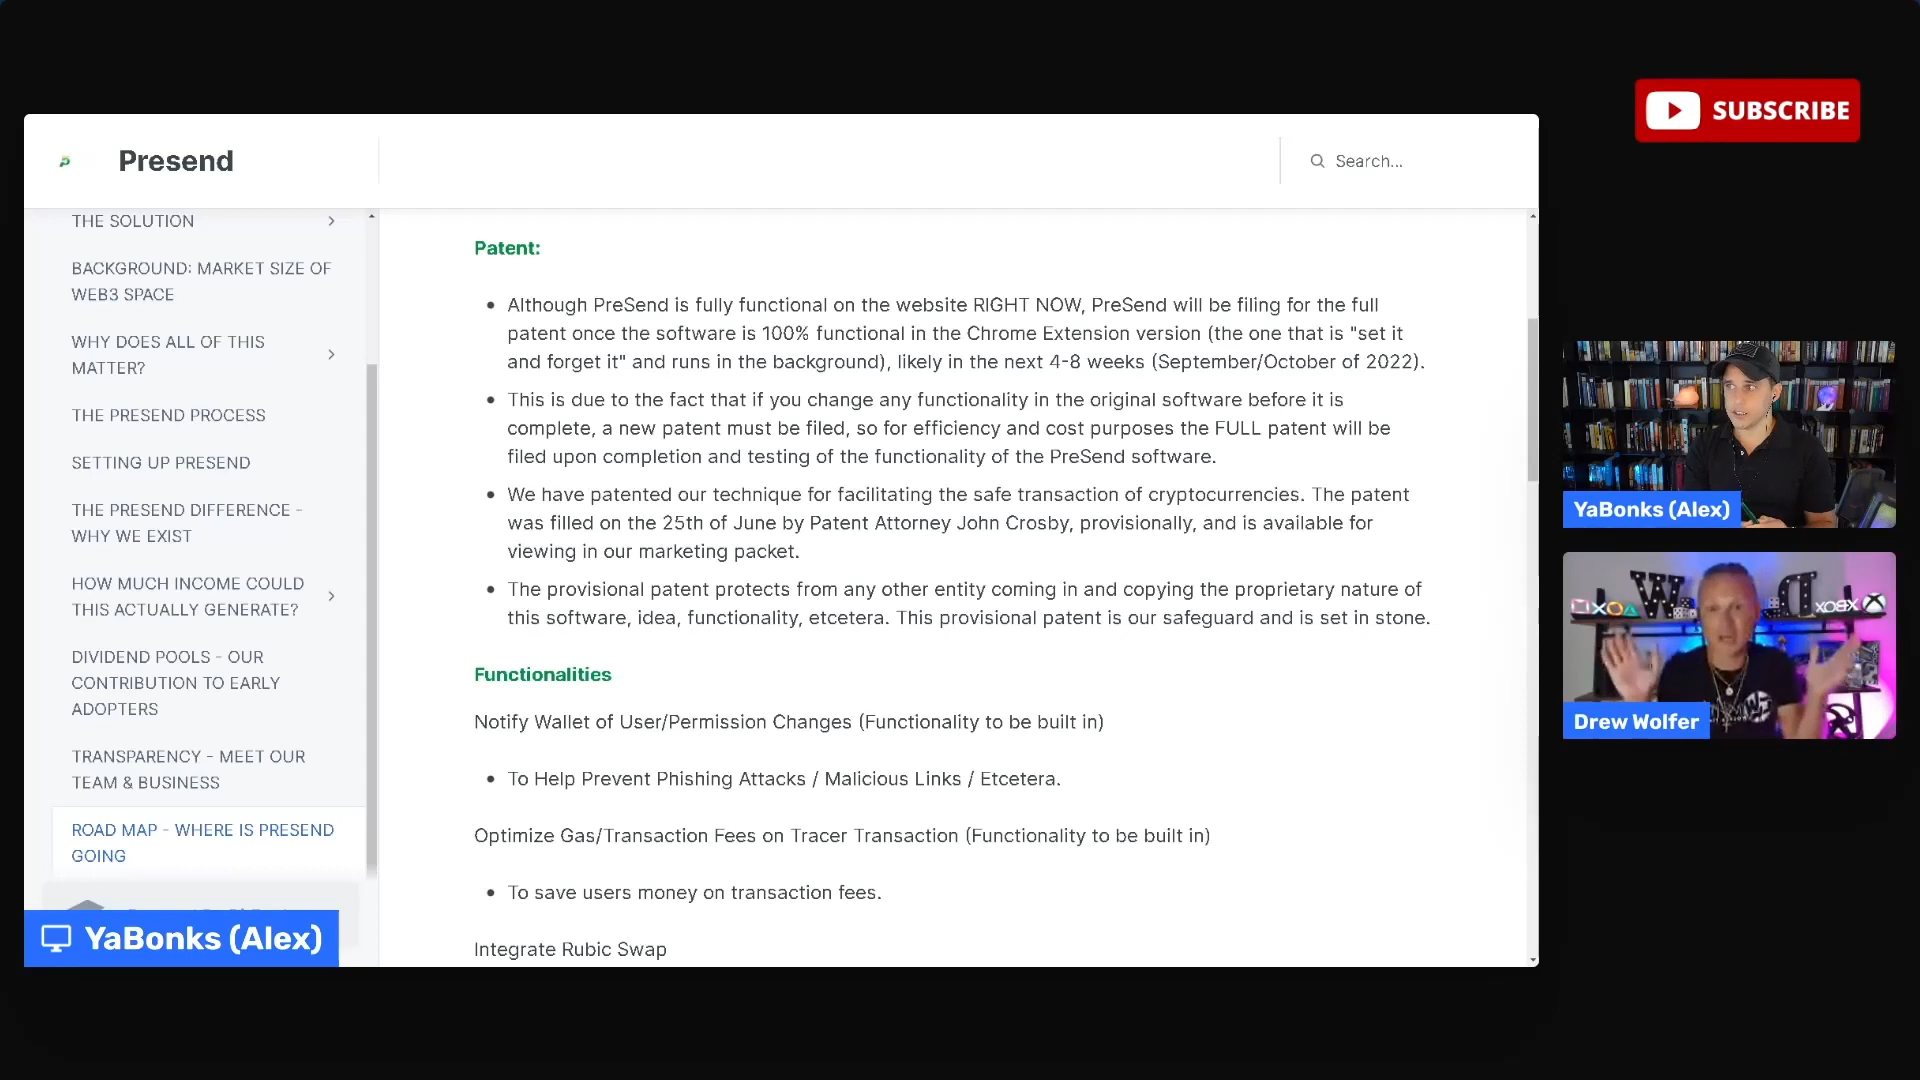 SUBSCRIBE
Presend
Search...
THE SOLUTION
BACKGROUND: MARKET SIZE OF
WEB3 SPACE
WHY DOES ALL OF THIS
MATTER?
THE PRESEND PROCESS
SETTING UP PRESEND
THE PRESEND DIFFERENCE -
WHY WE EXIST
HOW MUCH INCOME COULD
THIS ACTUALLY GENERATE?
DIVIDEND POOLS - OUR
CONTRIBUTION TO EARLY
ADOPTERS
TRANSPARENCY - MEET OUR
TEAM & BUSINESS
ROAD MAP - WHERE IS PRESEND
GOING
YaBonks (Alex)
Patent:
Although PreSend is fully functional on the website RIGHT NOW, PreSend will be filing for the full
patent once the software is 100% functional in the Chrome Extension version (the one that is "set it
and forget it" and runs in the background), likely in the next 4-8 weeks (September/October of 2022).
This is due to the fact that if you change any functionality in the original software before it is
complete, a new patent must be filed, so for efficiency and cost purposes the FULL patent will be
filed upon completion and testing of the functionality of the PreSend software.
We have patented our technique for facilitating the safe transaction of cryptocurrencies. The patent
was filled on the 25th of June by Patent Attorney John Crosby, provisionally, and is available for
viewing in our marketing packet.
The provisional patent protects from any other entity coming in and copying the proprietary nature of
this software, idea, functionality, etcetera. This provisional patent is our safeguard and is set in stone.
Functionalities
Notify Wallet of User/Permission Changes (Functionality to be built in)
To Help Prevent Phishing Attacks / Malicious Links / Etcetera.
Optimize Gas/Transaction Fees on Tracer Transaction (Functionality to be built in)
To save users money on transaction fees.
Integrate Rubic Swap
YaBonks (Alex)
W D
XBOX
Drew Wolfer